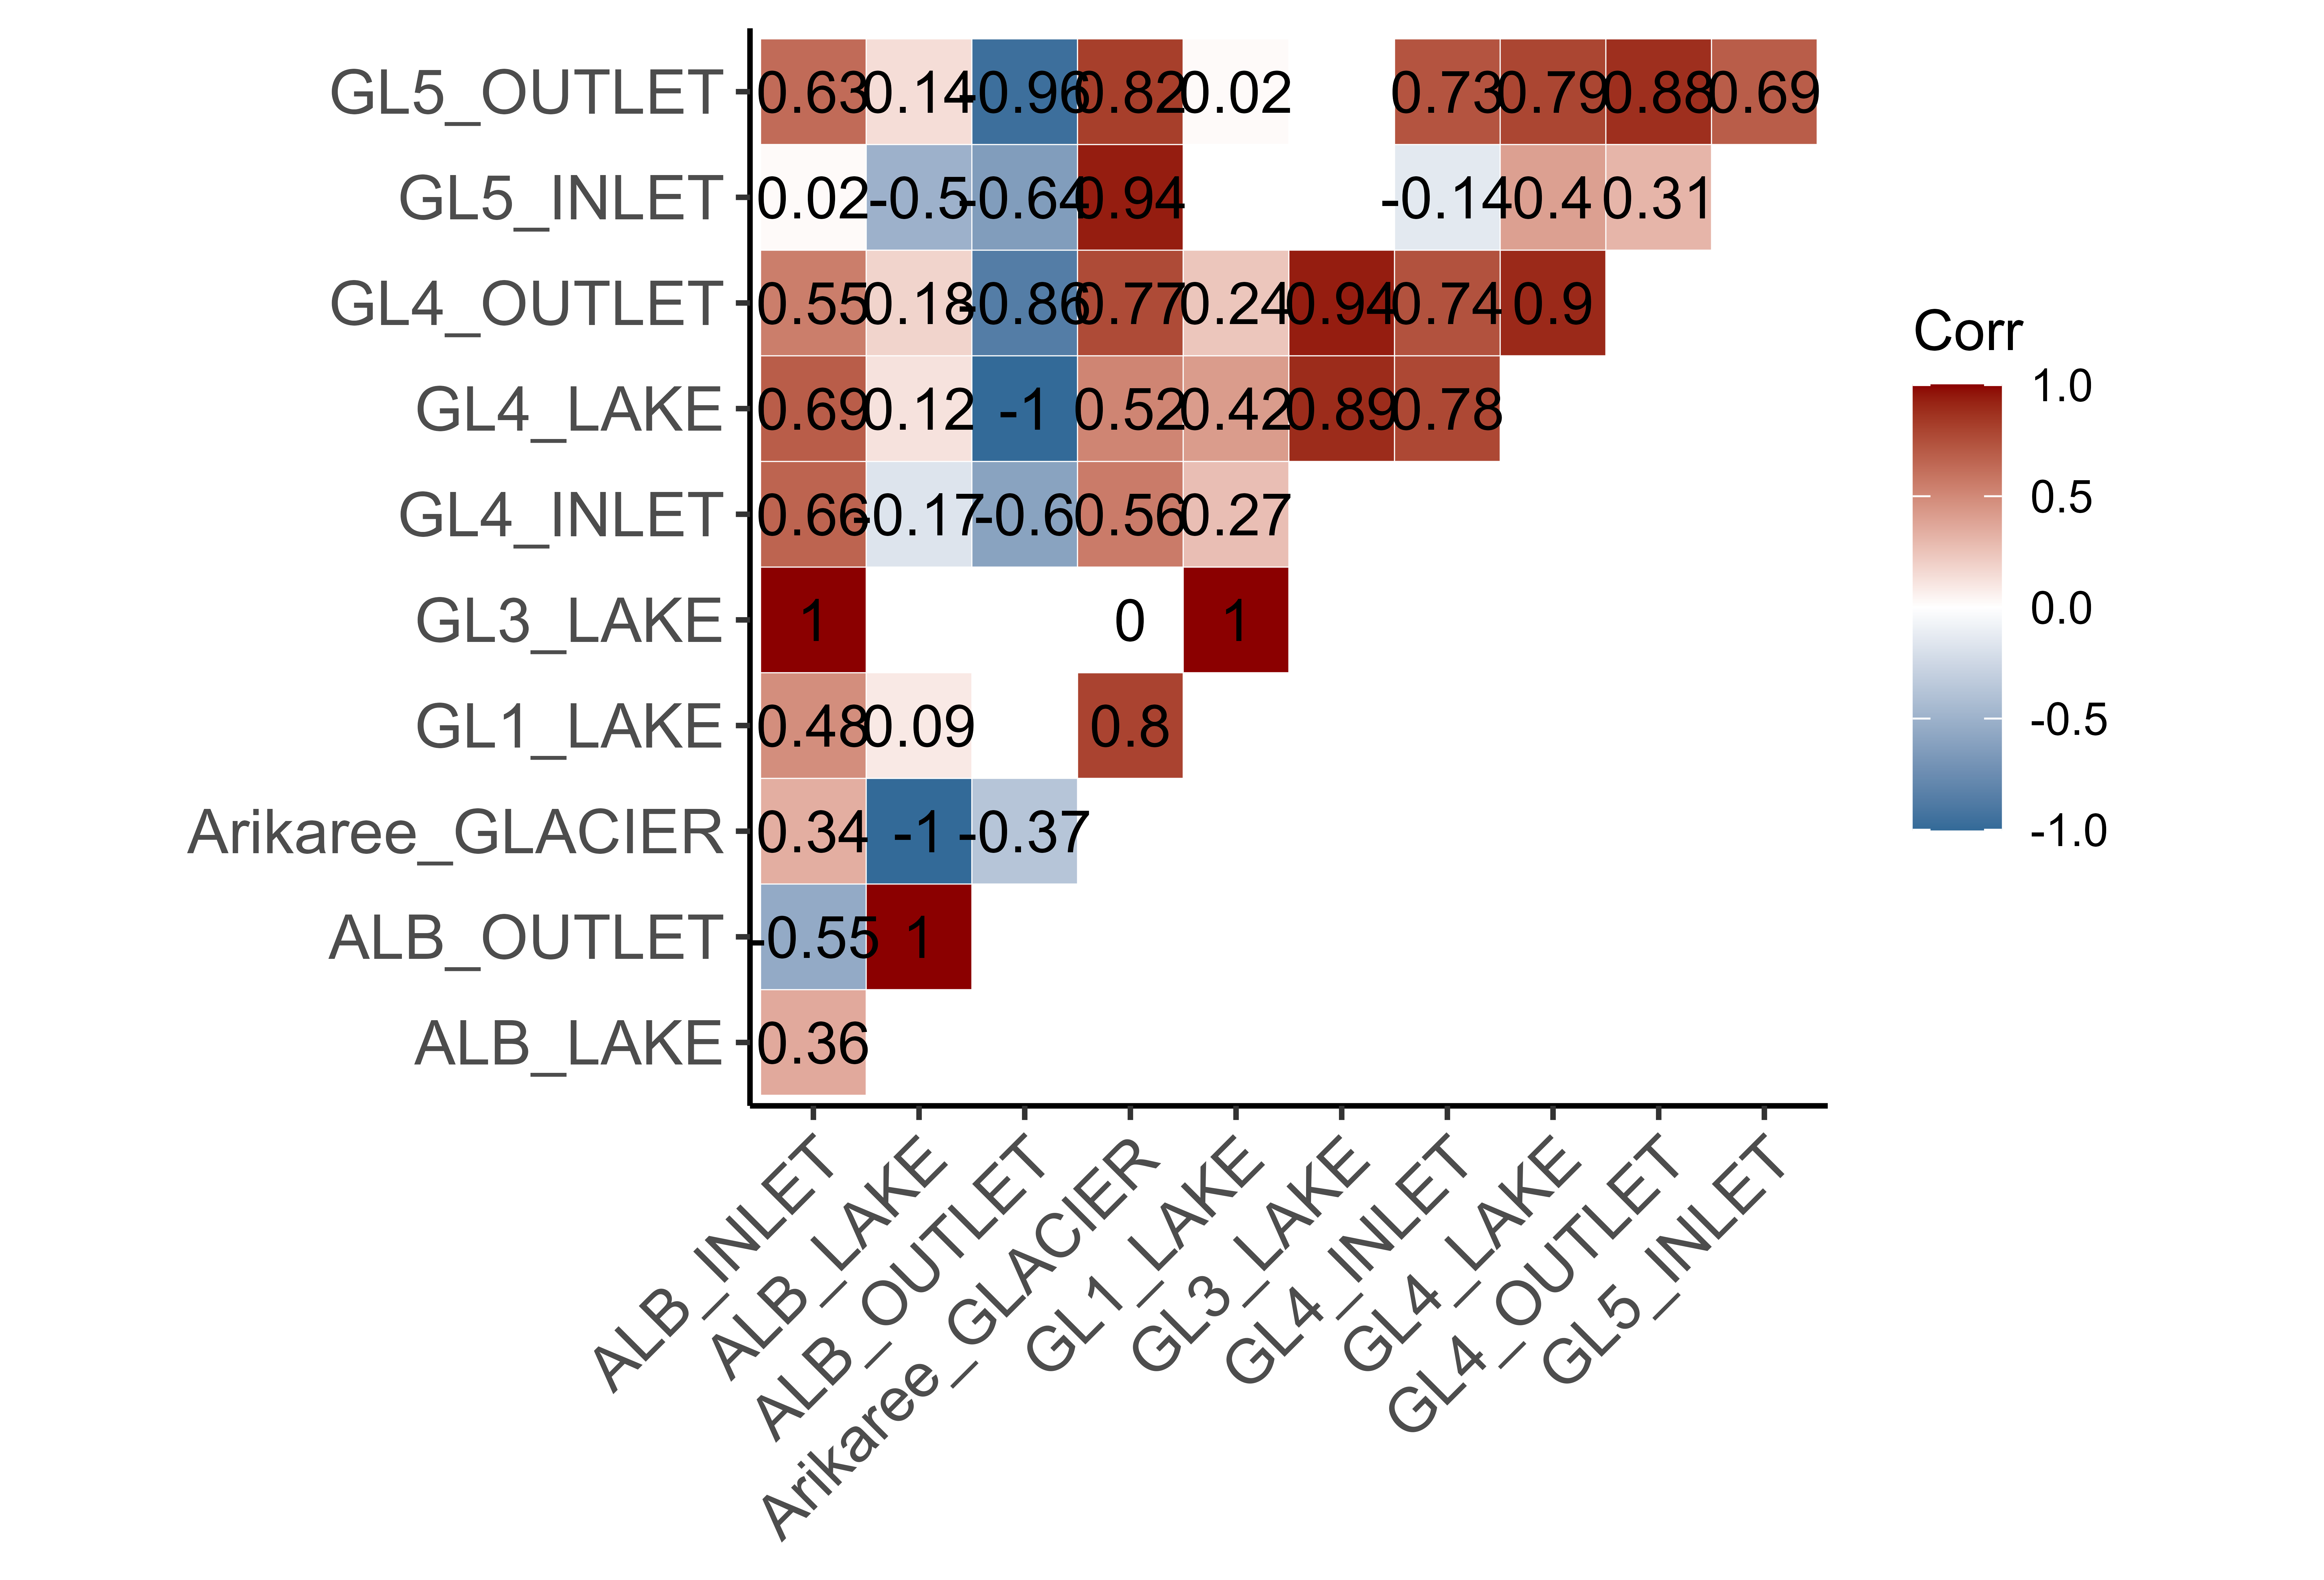 GL5_OUTLET 0.63 0.14 -0.96 0.82 0.02 0.73 0.79 0.88 0.69
GL5_INLET 0.02 -0.5 -0.64 0.94 -0.14 0.4 0.31
GL4_OUTLET 0.55 0.18 -0.86 0.77 0.24 0.94 0.74 0.9
GL4_LAKE 0.69 0.12 -1 0.52 0.42 0.89 0.78
GL4_INLET 0.66 -0.17 -0.6 0.56 0.27
GL3_LAKE 1 0 1
GL1_LAKE 0.48 0.09 0.8
Arikaree_GLACIER 0.34 -1 -0.37
ALB_OUTLET -0.55 1
ALB_LAKE 0.36
ALB_INLET
ALB_LAKE
ALB_OUTLET
Arikaree_GLACIER
GL1_LAKE
GL3_LAKE
GL4_INLET
GL4_LAKE
GL4_OUTLET
GL5_INLET
Corr
1.0
0.5
0.0
-0.5
-1.0